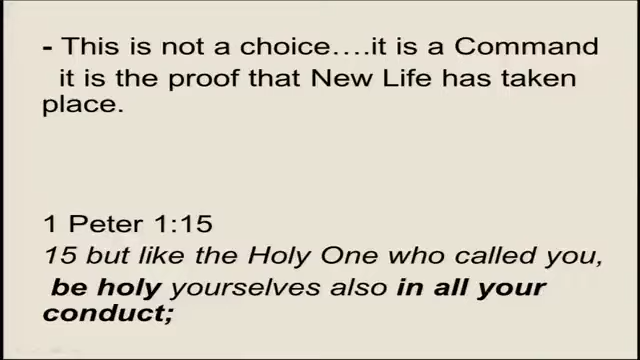 - This is not a choice....it is a Command
it is the proof that New Life has taken
place.
1 Peter 1:15
15 but like the Holy One who called you,
be holy yourselves also in all your
conduct;